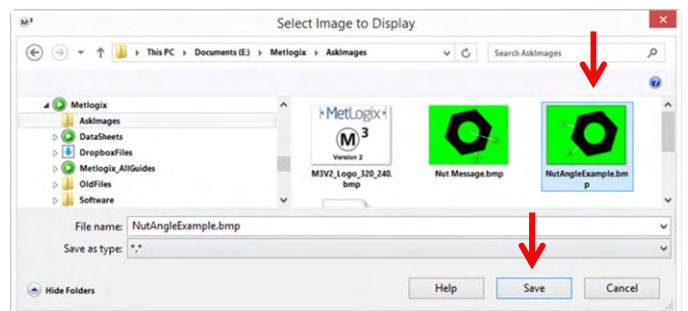 M³
Select Image to Display
This PC ▸ Documents (E:) ▸ Metlogix ▸ AskImages
Search AskImages
Metlogix
AskImages
DataSheets
DropboxFiles
Metlogix_AllGuides
OldFiles
Software
MetLogix
M3
Version 2
M3V2_Logo_320_240.
bmp
Nut Message.bmp
NutAngleExample.bm
p
File name: NutAngleExample.bmp
Save as type: *.*
Hide Folders
Help
Save
Cancel